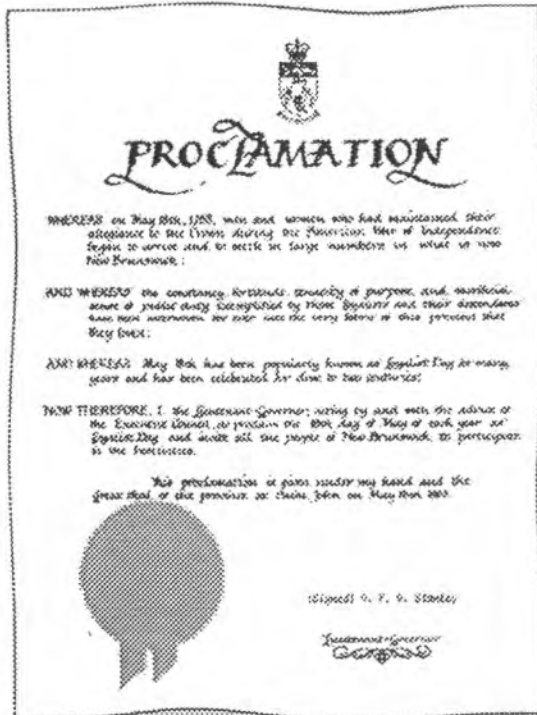 PROCLAMATION
WHEREAS on May 18th, 1783, men and women who had maintained their
allegiance to the Crown during the American War of Independence
began to arrive and to settle in large numbers in what is now
New Brunswick;
AND WHEREAS the constancy, fortitude, tenacity of purpose, and, sacrificial
sense of public duty exemplified by those Loyalists and their descendants
have been interwoven for ever into the very fabric of this province that
they
AND WHEREAS May 18th has been popularly known as Loyalist Day for many
years and has been celebrated for close to two centuries;
NOW THEREFORE, I, the Lieutenant-Governor, acting by and with the advice of
the Executive Council, do proclaim the 18th day of May of each year as
Loyalist Day and invite all the people of New Brunswick to participate
in the festivities.
This proclamation is given under my hand and the
Great Seal of the province at Saint John on May 18th
(Signed) G. F. G. Stanley
Lieutenant-Governor